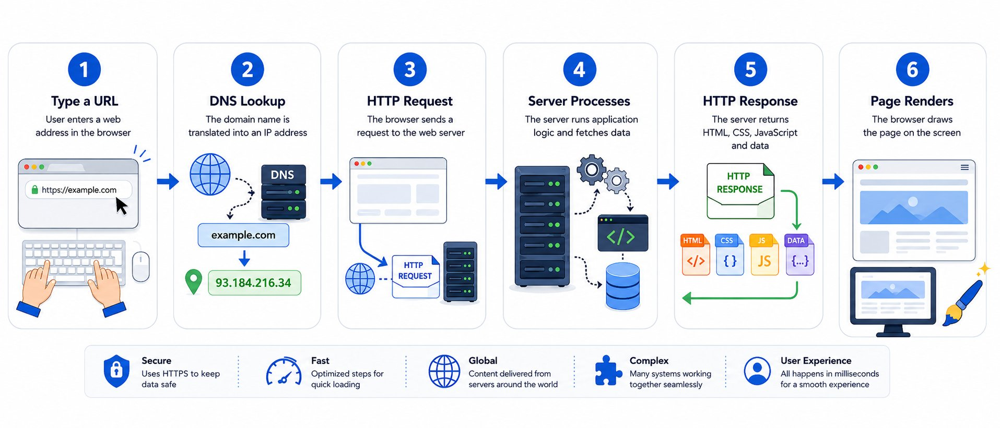 1
Type a URL
User enters a web
address in the browser
https://example.com
2
DNS Lookup
The domain name is
translated into an IP address
DNS
example.com
93.184.216.34
3
HTTP Request
The browser sends a
request to the web server
HTTP
REQUEST
4
Server Processes
The server runs application
logic and fetches data
</>
5
HTTP Response
The server returns
HTML, CSS, JavaScript
and data
HTTP
RESPONSE
HTML
</>
CSS
{ }
JS
JS
DATA
{...}
6
Page Renders
The browser draws
the page on the screen
Secure
Uses HTTPS to keep
data safe
Fast
Optimized steps for
quick loading
Global
Content delivered from
servers around the world
Complex
Many systems working
together seamlessly
User Experience
All happens in milliseconds
for a smooth experience